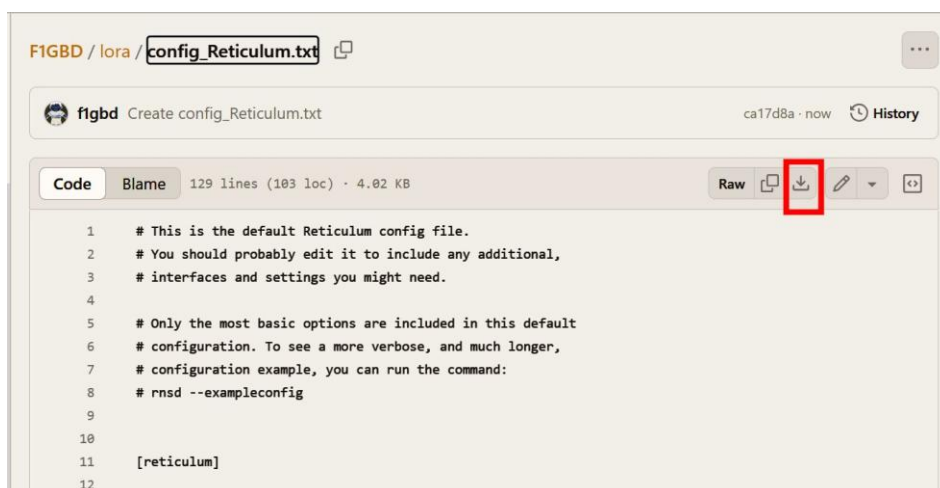 F1GBD / lora / config_Reticulum.txt
f1gbd Create config_Reticulum.txt ca17d8a · now History
Code Blame 129 lines (103 loc) · 4.02 KB Raw
1 # This is the default Reticulum config file.
2 # You should probably edit it to include any additional,
3 # interfaces and settings you might need.
4
5 # Only the most basic options are included in this default
6 # configuration. To see a more verbose, and much longer,
7 # configuration example, you can run the command:
8 # rnsd --exampleconfig
9
10
11 [reticulum]
12